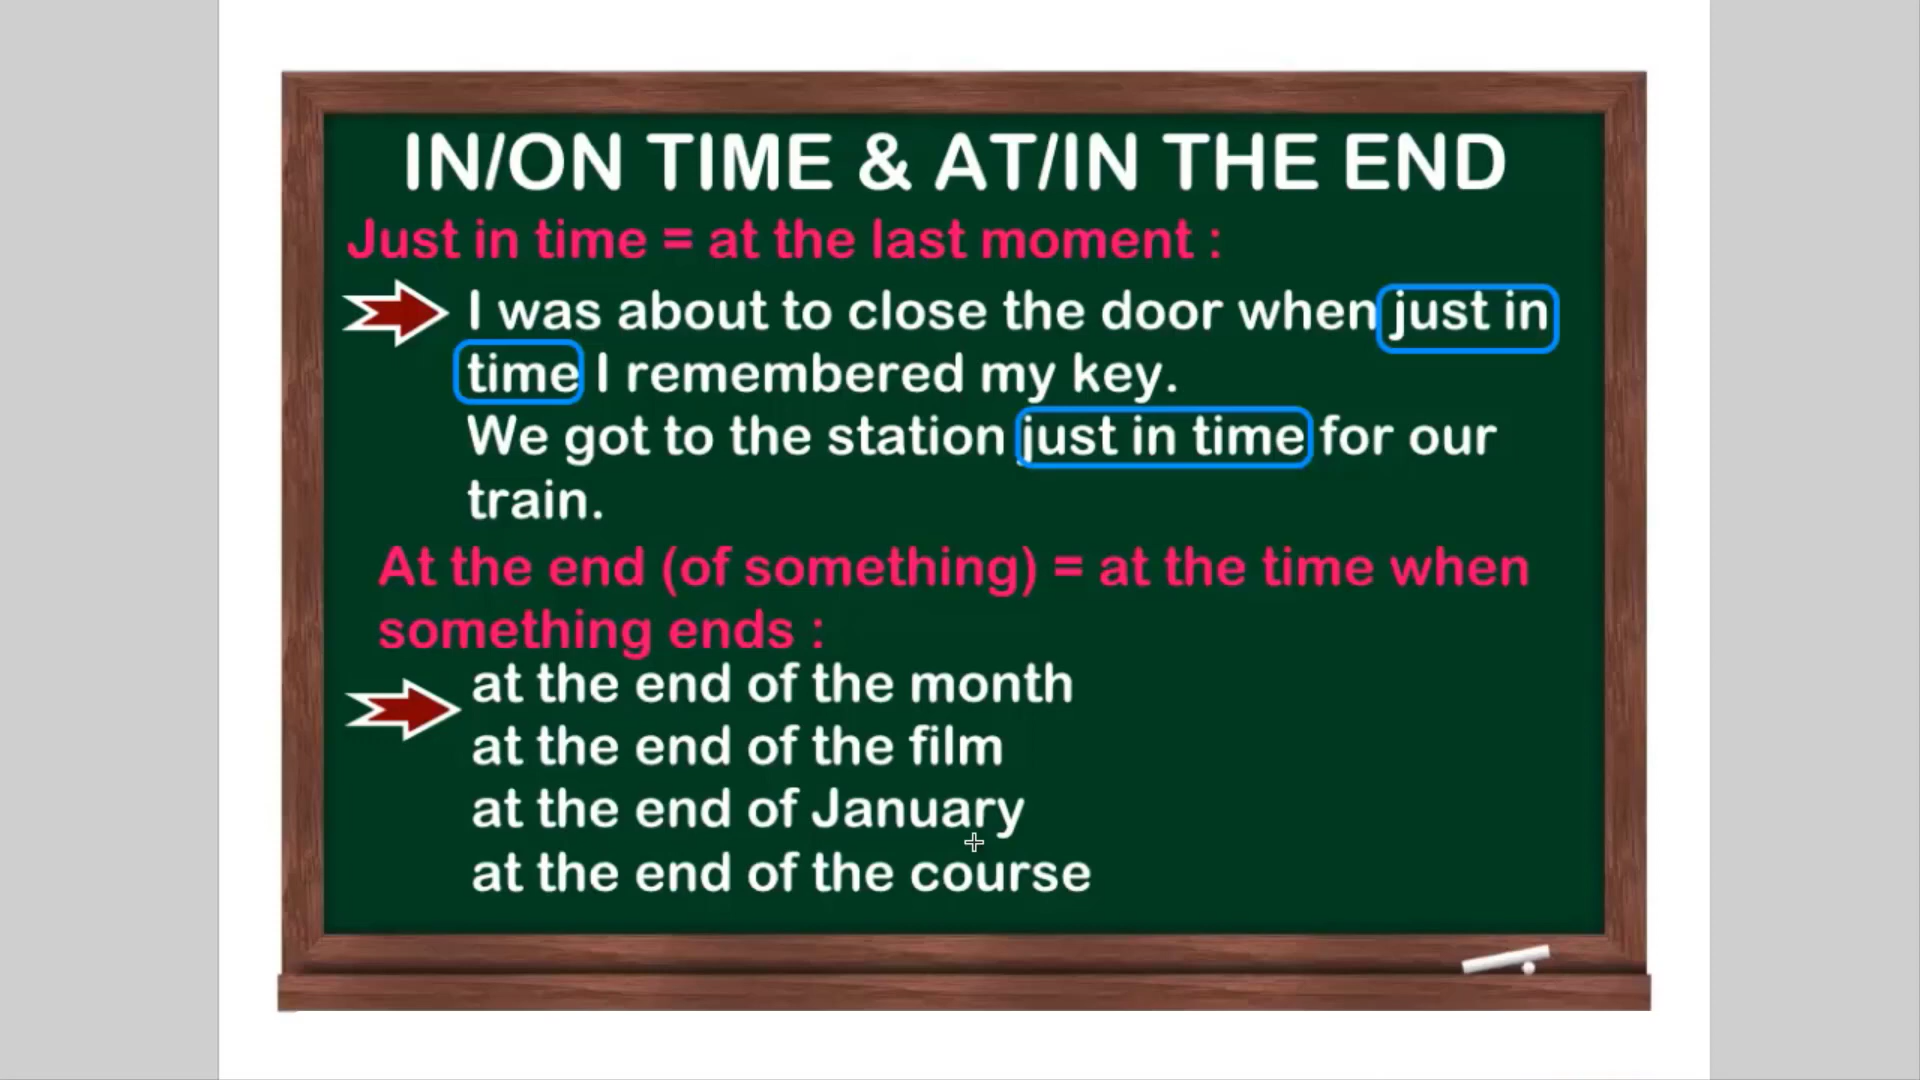 IN/ON TIME & AT/IN THE END
Just in time = at the last moment :
I was about to close the door when just in
time I remembered my key.
We got to the station just in time for our
train.
At the end (of something) = at the time when
something ends :
at the end of the month
at the end of the film
at the end of January
at the end of the course